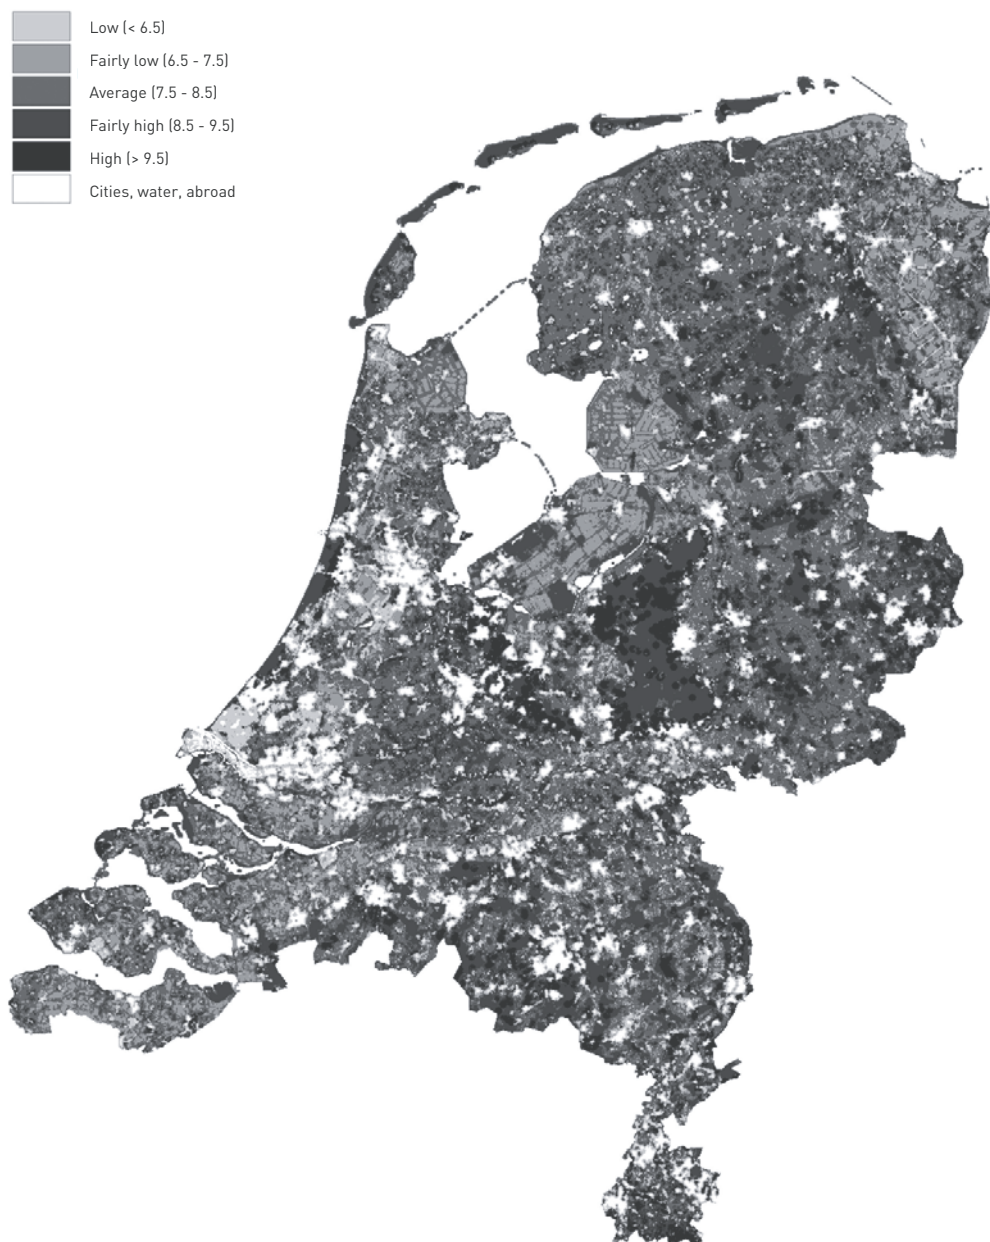 Low (< 6.5)
Fairly low (6.5 - 7.5)
Average (7.5 - 8.5)
Fairly high (8.5 - 9.5)
High (> 9.5)
Cities, water, abroad